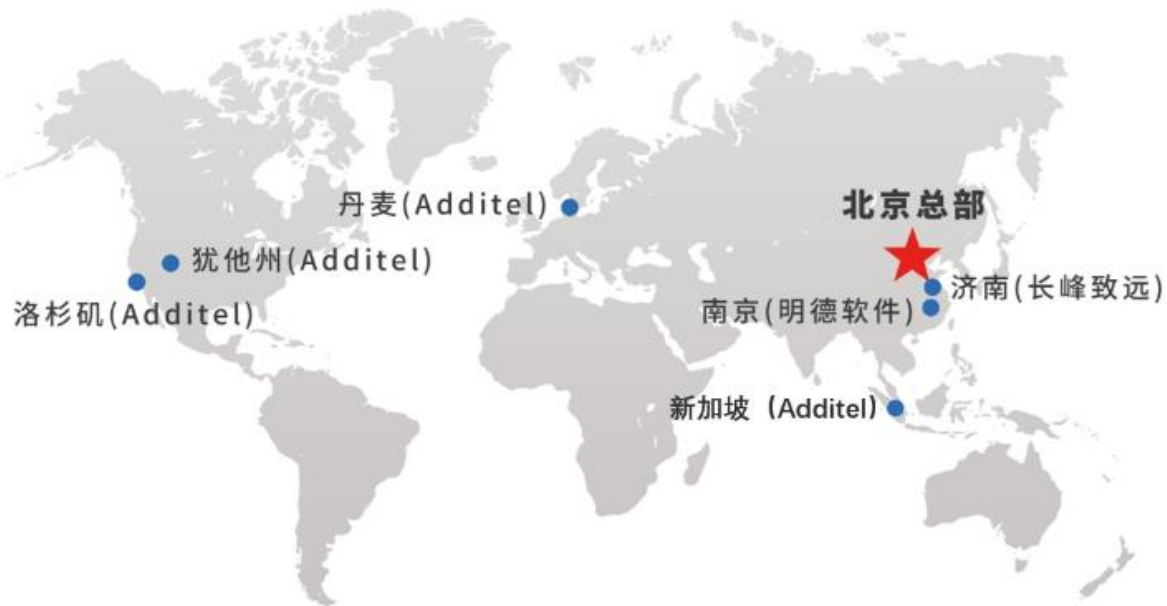 丹麦(Additel)
北京总部
犹他州(Additel)
济南(长峰致远)
洛杉矶(Additel)
南京(明德软件)
新加坡（Additel）